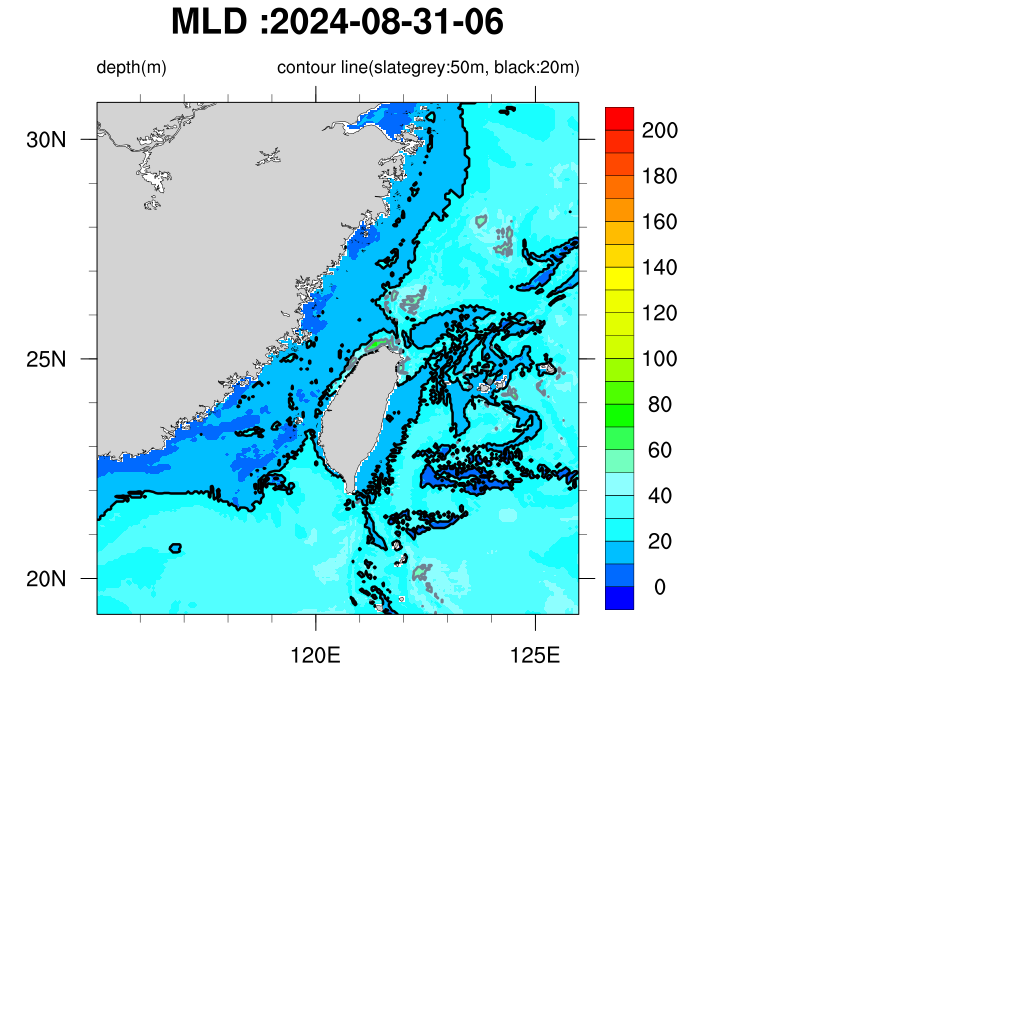 MLD :2024-08-31-06
depth(m)
contour line(slategrey:50m, black:20m)
30N
25N
20N
120E
125E
200
180
160
140
120
100
80
60
40
20
0